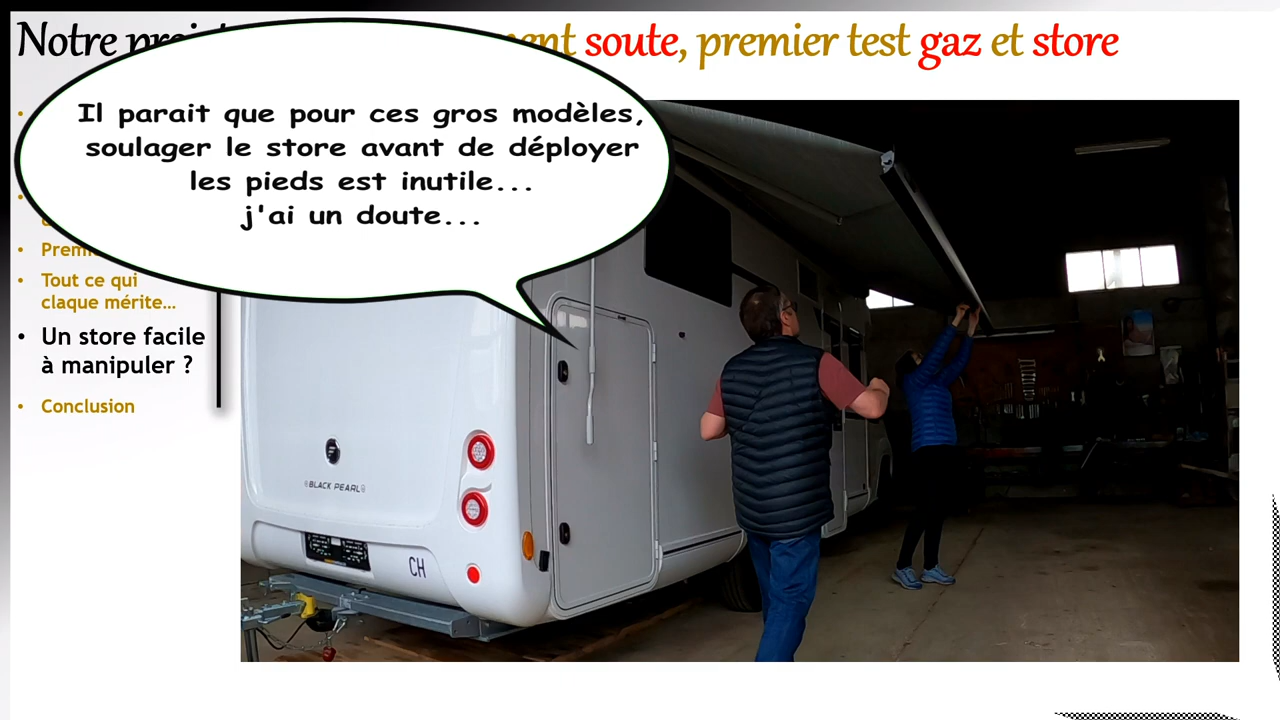 Notre ment soute, premier test gaz et store
Il parait que pour ces gros modèles,
soulager le store avant de déployer
les pieds est inutile...
j'ai un doute...
Tout ce qui
claque mérite...
Un store facile
à manipuler ?
Conclusion
BLACK PEARL
CH